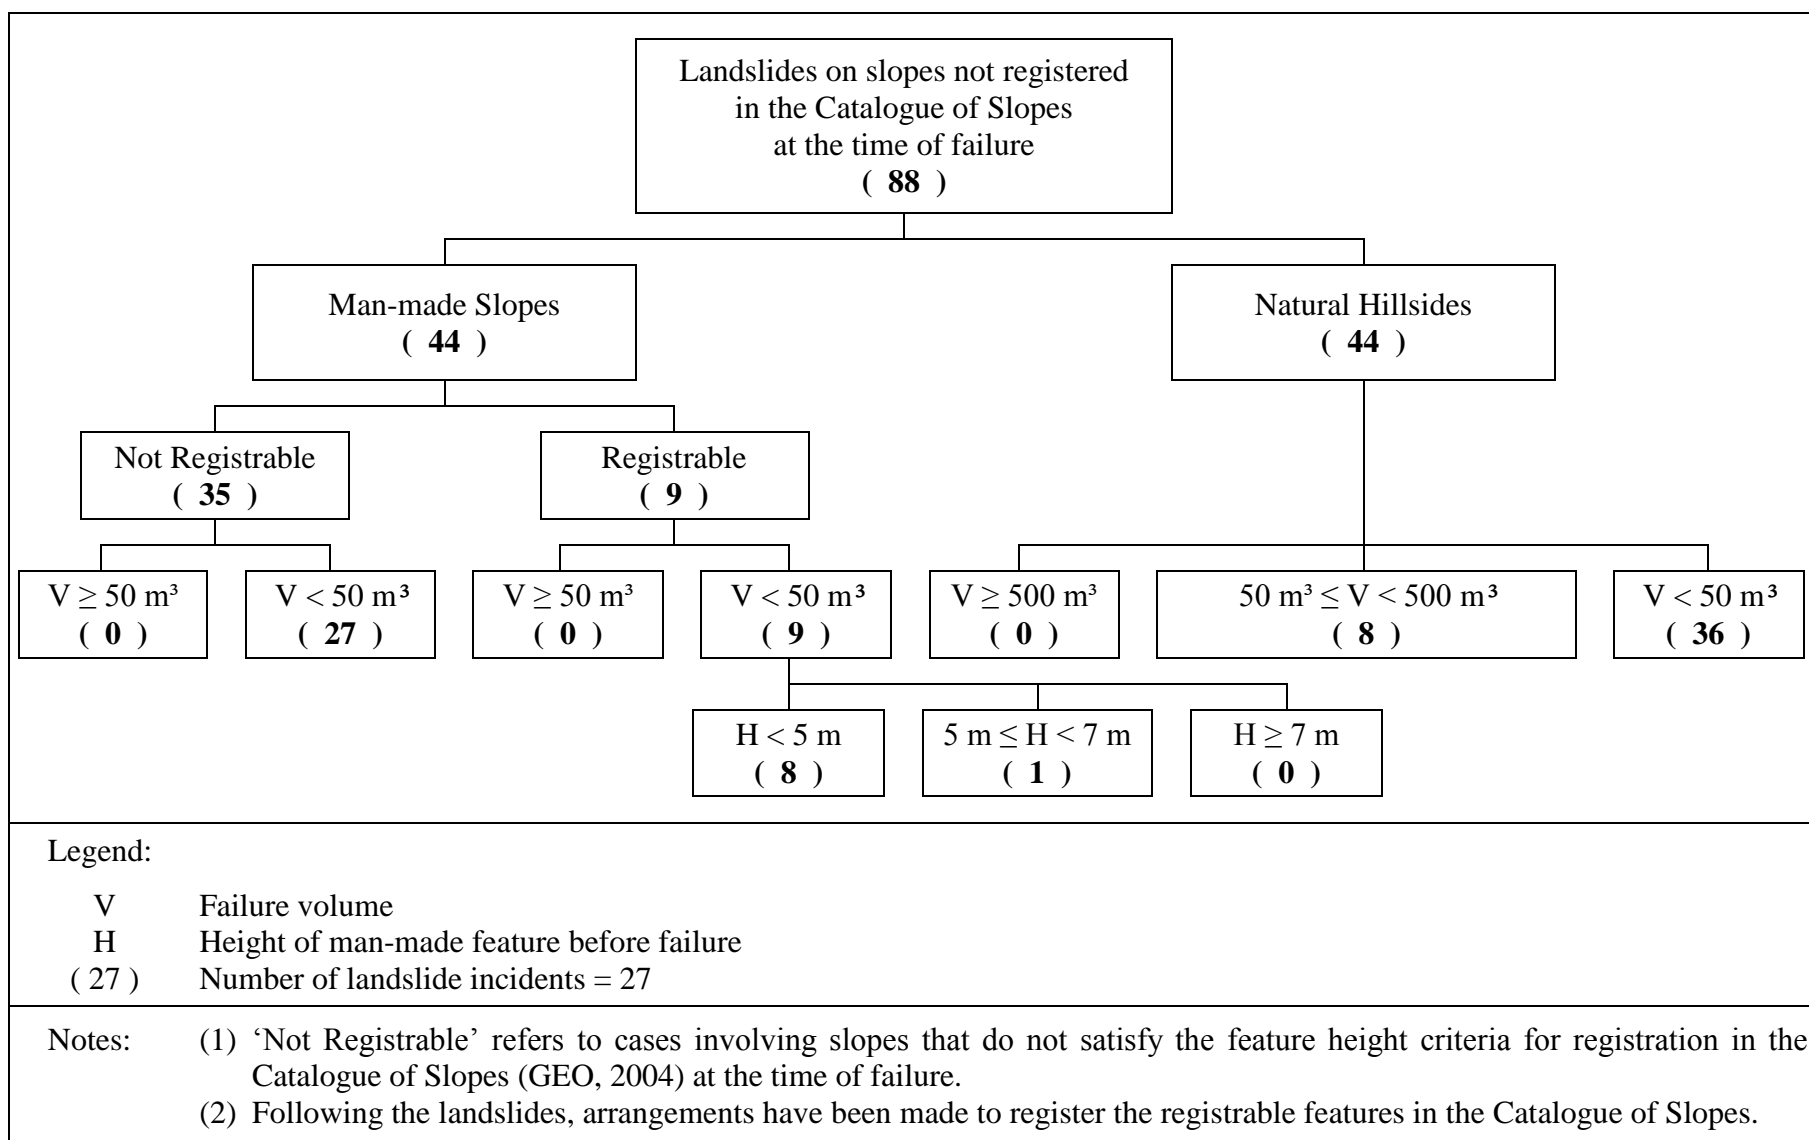 Landslides on slopes not registered
in the Catalogue of Slopes
at the time of failure
( 88 )
Man-made Slopes
( 44 )
Natural Hillsides
( 44 )
Not Registrable
( 35 )
Registrable
( 9 )
V ≥ 50 m³
( 0 )
V < 50 m³
( 27 )
V ≥ 50 m³
( 0 )
V < 50 m³
( 9 )
V ≥ 500 m³
( 0 )
50 m³ ≤ V < 500 m³
( 8 )
V < 50 m³
( 36 )
H < 5 m
( 8 )
5 m ≤ H < 7 m
( 1 )
H ≥ 7 m
( 0 )
Legend:
V Failure volume
H Height of man-made feature before failure
( 27 ) Number of landslide incidents = 27
Notes: (1) ‘Not Registrable’ refers to cases involving slopes that do not satisfy the feature height criteria for registration in the
Catalogue of Slopes (GEO, 2004) at the time of failure.
(2) Following the landslides, arrangements have been made to register the registrable features in the Catalogue of Slopes.